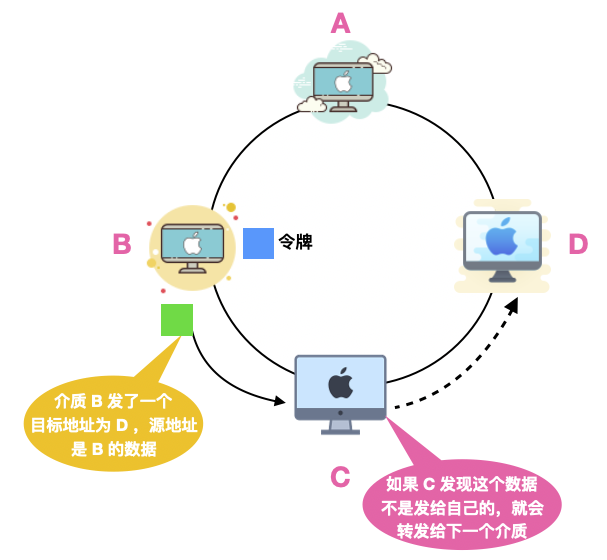 A
B
令牌
D
介质 B 发了一个
目标地址为 D ，源地址
是 B 的数据
C
如果 C 发现这个数据
不是发给自己的，就会
转发给下一个介质